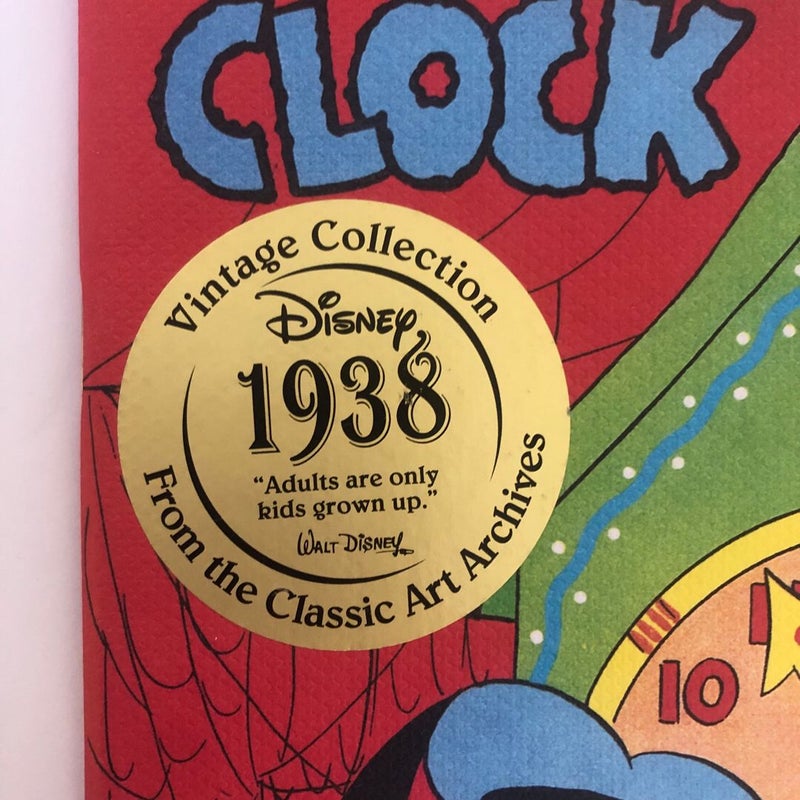 CLOCK
Vintage Collection
DISNEY
1938
“Adults are only
kids grown up.”
WALT DISNEY
From the Classic Art Archives
10